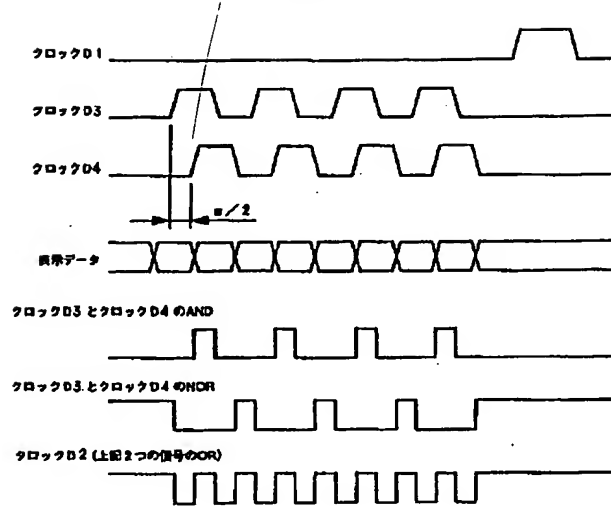 クロックD1
クロックD3
クロックD4
π/2
表示データ
クロックD3とクロックD4のAND
クロックD3.とクロックD4のNOR
クロックD2(上記2つの信号のOR)